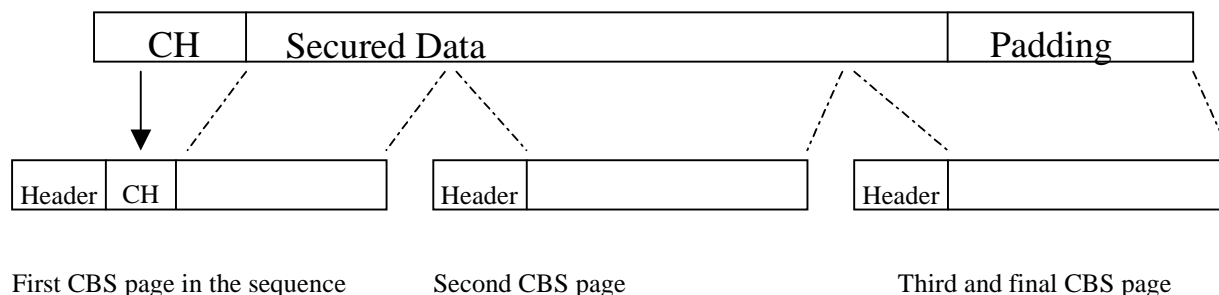 CH Secured Data Padding
Header CH Header Header
First CBS page in the sequence Second CBS page Third and final CBS page